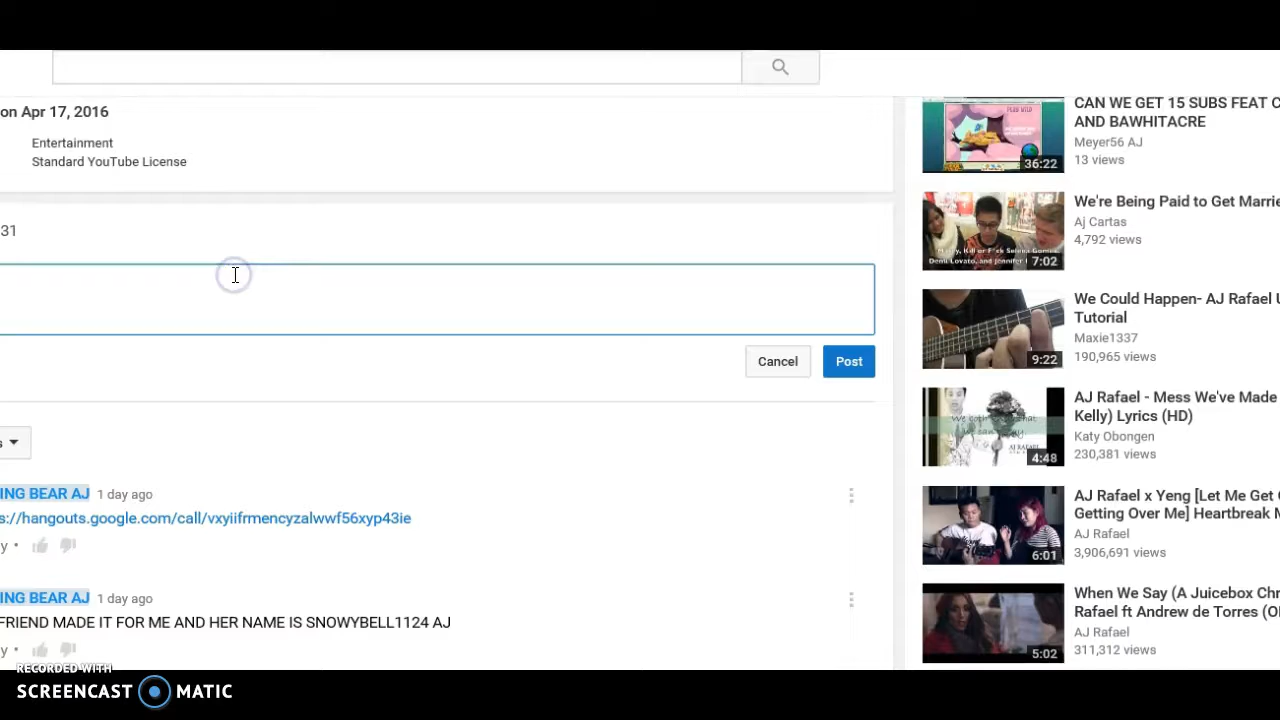 on Apr 17, 2016
Entertainment
Standard YouTube License
31
Cancel
Post
ING BEAR AJ 1 day ago
s://hangouts.google.com/call/vxyiifrmencyzalwwf56xyp43ie
y •
ING BEAR AJ 1 day ago
FRIEND MADE IT FOR ME AND HER NAME IS SNOWYBELL1124 AJ
y •
CAN WE GET 15 SUBS FEAT C
AND BAWHITACRE
Meyer56 AJ
13 views
36:22
We're Being Paid to Get Marrie
Aj Cartas
4,792 views
7:02
We Could Happen- AJ Rafael U
Tutorial
Maxie1337
190,965 views
9:22
AJ Rafael - Mess We've Made
Kelly) Lyrics (HD)
Katy Obongen
230,381 views
4:48
AJ Rafael x Yeng [Let Me Get
Getting Over Me] Heartbreak M
AJ Rafael
3,906,691 views
6:01
When We Say (A Juicebox Chr
Rafael ft Andrew de Torres (O
AJ Rafael
311,312 views
5:02
RECORDED WITH
SCREENCAST MATIC